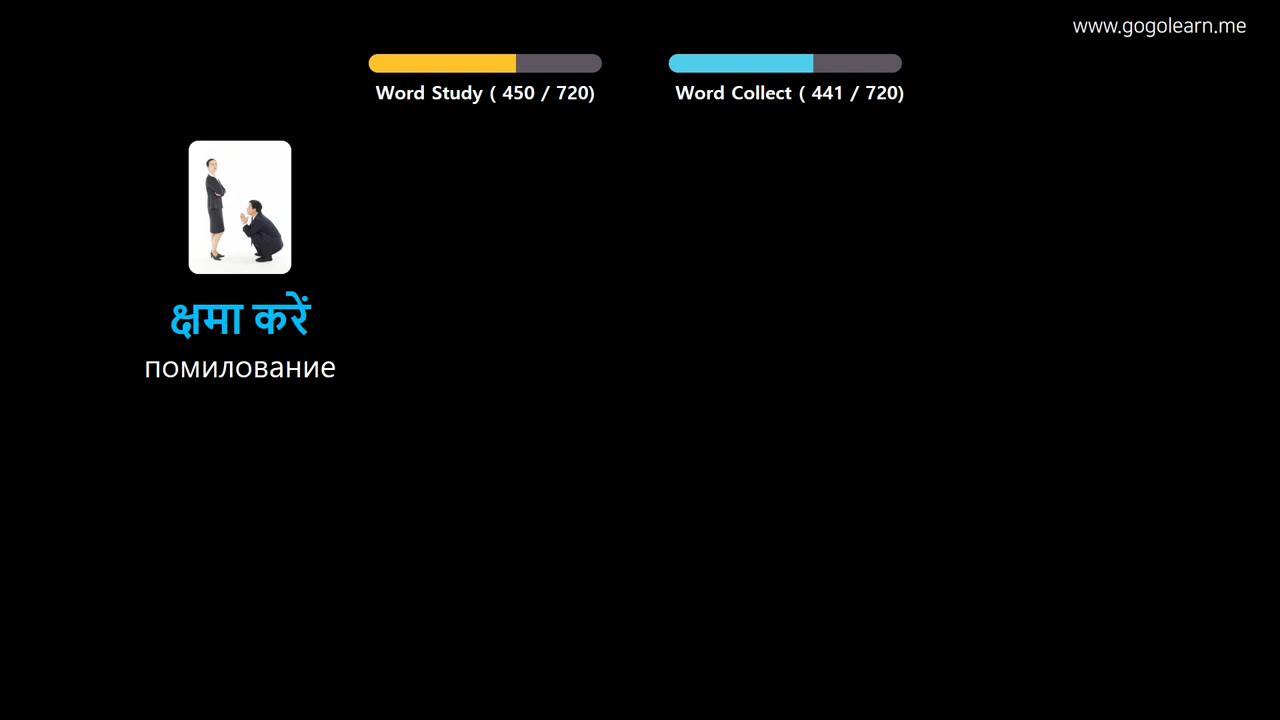 www.gogolearn.me
Word Study ( 450 / 720)
Word Collect ( 441 / 720)
क्षमा करें
помилование